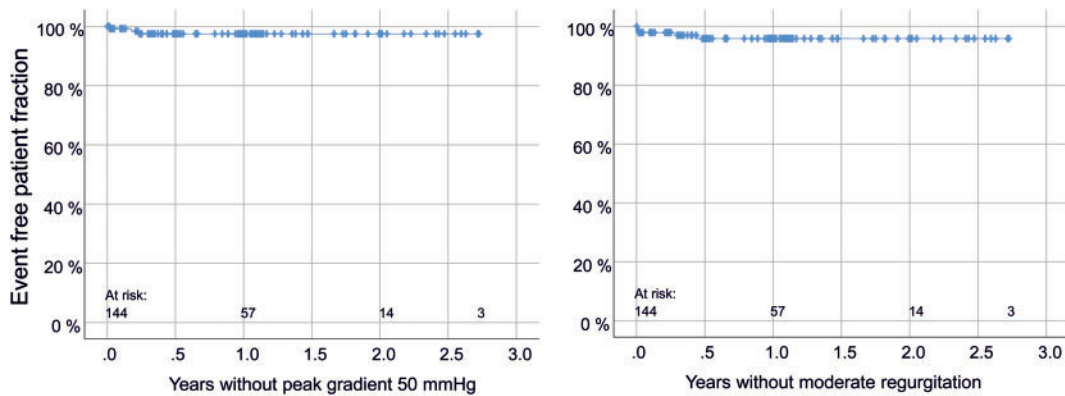 Event free patient fraction
100 %
80 %
60 %
40 %
20 %
0 %
At risk:
144 57 14 3
.0 .5 1.0 1.5 2.0 2.5 3.0
Years without peak gradient 50 mmHg
100 %
80 %
60 %
40 %
20 %
0 %
At risk:
144 57 14 3
.0 .5 1.0 1.5 2.0 2.5 3.0
Years without moderate regurgitation